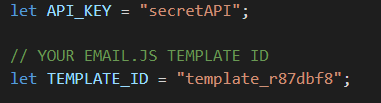 let API_KEY = "secretAPI";
// YOUR EMAIL.JS TEMPLATE ID
let TEMPLATE_ID = "template_r87dbf8";